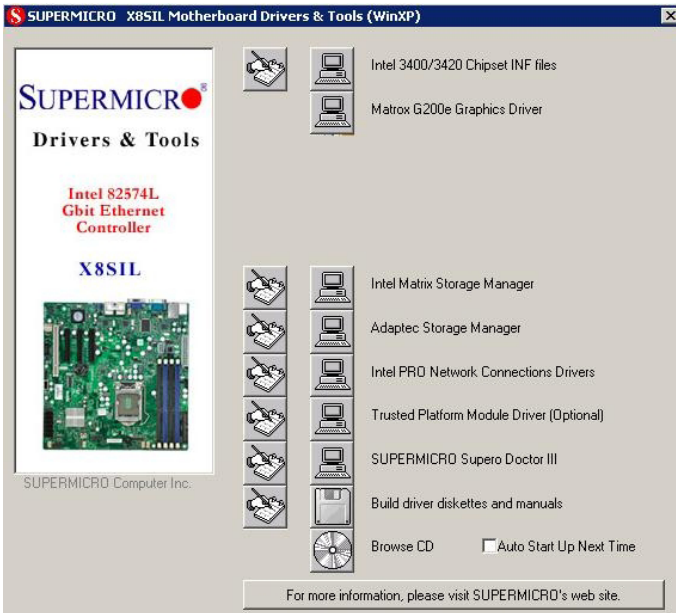 SUPERMICRO X8SIL Motherboard Drivers & Tools (WinXP)
SUPERMICRO®
Drivers & Tools
Intel 82574L
Gbit Ethernet
Controller
X8SIL
SUPERMICRO Computer Inc.
Intel 3400/3420 Chipset INF files
Matrox G200e Graphics Driver
Intel Matrix Storage Manager
Adaptec Storage Manager
Intel PRO Network Connections Drivers
Trusted Platform Module Driver (Optional)
SUPERMICRO Supero Doctor III
Build driver diskettes and manuals
Browse CD
Auto Start Up Next Time
For more information, please visit SUPERMICRO's web site.